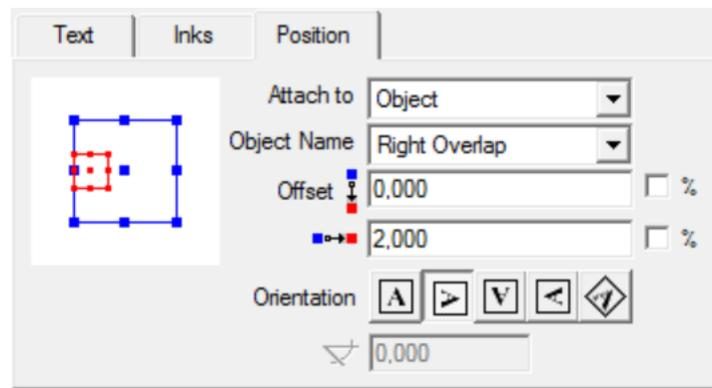 Text Inks Position
Attach to Object
Object Name Right Overlap
Offset 0,000 %
2,000 %
Orientation A A A A A
0,000